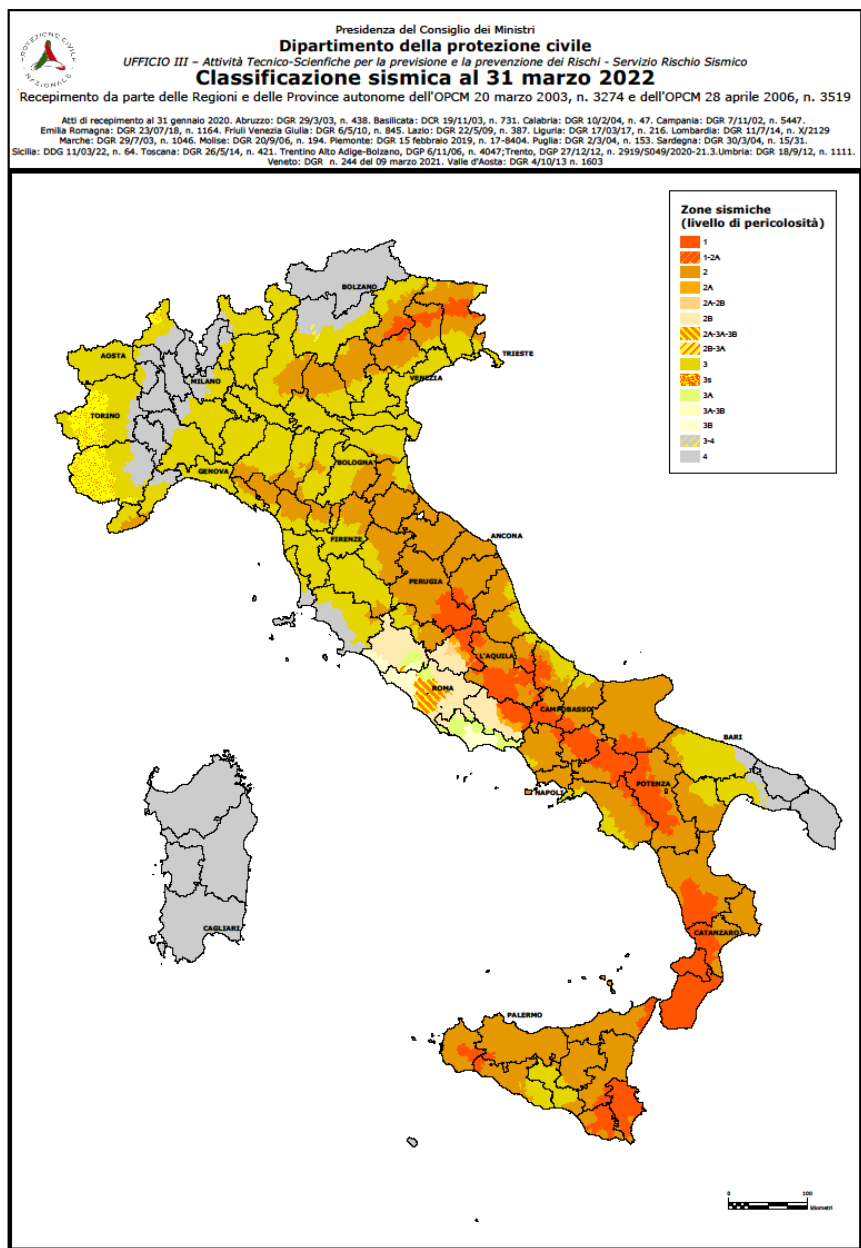 PROTEZIONE CIVILE
NAZIONALE
Presidenza del Consiglio dei Ministri
Dipartimento della protezione civile
UFFICIO III – Attività Tecnico-Scienfiche per la previsione e la prevenzione dei Rischi - Servizio Rischio Sismico
Classificazione sismica al 31 marzo 2022
Recepimento da parte delle Regioni e delle Province autonome dell'OPCM 20 marzo 2003, n. 3274 e dell'OPCM 28 aprile 2006, n. 3519
Atti di recepimento al 31 gennaio 2020. Abruzzo: DGR 29/3/03, n. 438. Basilicata: DCR 19/11/03, n. 731. Calabria: DGR 10/2/04, n. 47. Campania: DGR 7/11/02, n. 5447.
Emilia Romagna: DGR 23/07/18, n. 1164. Friuli Venezia Giulia: DGR 6/5/10, n. 845. Lazio: DGR 22/5/09, n. 387. Liguria: DGR 17/03/17, n. 216. Lombardia: DGR 11/7/14, n. X/2129
Marche: DGR 29/7/03, n. 1046. Molise: DGR 20/9/06, n. 194. Piemonte: DGR 15 febbraio 2019, n. 17-8404. Puglia: DGR 2/3/04, n. 153. Sardegna: DGR 30/3/04, n. 15/31.
Sicilia: DDG 11/03/22, n. 64. Toscana: DGR 26/5/14, n. 421. Trentino Alto Adige-Bolzano, DGP 6/11/06, n. 4047;Trento, DGP 27/12/12, n. 2919/S049/2020-21.3.Umbria: DGR 18/9/12, n. 1111.
Veneto: DGR n. 244 del 09 marzo 2021. Valle d'Aosta: DGR 4/10/13 n. 1603
Zone sismiche
(livello di pericolosità)
1
1-2A
2
2A
2A-2B
2B
2A-3A-3B
2B-3A
3
3s
3A
3A-3B
3B
3-4
4
BOLZANO
AOSTA
TRIESTE
MILANO
VENEZIA
TORINO
BOLOGNA
GENOVA
FIRENZE
ANCONA
PERUGIA
L'AQUILA
ROMA
CAMPOBASSO
BARI
POTENZA
NAPOLI
CAGLIARI
CATANZARO
PALERMO
0 100
Kilometri